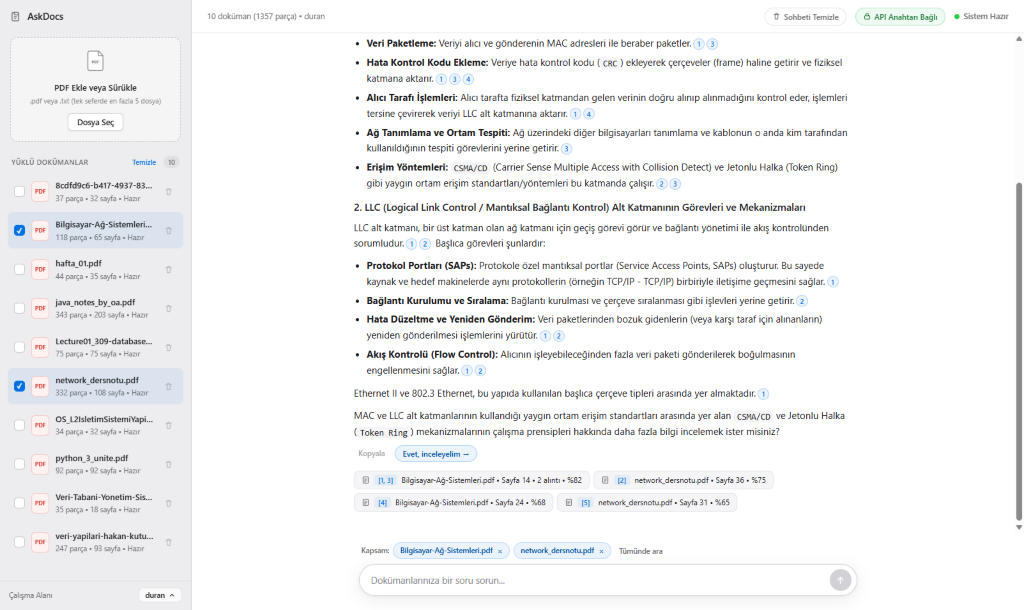 AskDocs
PDF
PDF Ekle veya Sürükle
.pdf veya .txt (tek seferde en fazla 5 dosya)
Dosya Seç
YÜKLÜ DOKÜMANLAR Temizle 10
PDF 8cdfd9c6-b417-4937-83...
37 parça • 32 sayfa • Hazır
PDF Bilgisayar-Ağ-Sistemleri...
118 parça • 65 sayfa • Hazır
PDF hafta_01.pdf
44 parça • 35 sayfa • Hazır
PDF java_notes_by_oa.pdf
343 parça • 203 sayfa • Hazır
PDF Lecture01_309-database...
75 parça • 75 sayfa • Hazır
PDF network_dersnotu.pdf
332 parça • 108 sayfa • Hazır
PDF OS_L2IsletimSistemiYapi...
34 parça • 32 sayfa • Hazır
PDF python_3_unite.pdf
92 parça • 92 sayfa • Hazır
PDF Veri-Tabani-Yonetim-Sis...
35 parça • 18 sayfa • Hazır
PDF veri-yapilari-hakan-kutu...
247 parça • 93 sayfa • Hazır
Çalışma Alanı duran
10 doküman (1357 parça) • duran
Sohbeti Temizle
API Anahtarı Bağlı
Sistem Hazır
• Veri Paketleme: Veriyi alıcı ve gönderenin MAC adresleri ile beraber paketler. 1 3
• Hata Kontrol Kodu Ekleme: Veriye hata kontrol kodu ( CRC ) ekleyerek çerçeveler (frame) haline getirir ve fiziksel
katmana aktarır. 1 3 4
• Alıcı Tarafı İşlemleri: Alıcı tarafta fiziksel katmandan gelen verinin doğru alınıp alınmadığını kontrol eder, işlemleri
tersine çevirerek veriyi LLC alt katmanına aktarır. 1 4
• Ağ Tanımlama ve Ortam Tespiti: Ağ üzerindeki diğer bilgisayarları tanımlama ve kablonun o anda kim tarafından
kullanıldığının tespiti görevlerini yerine getirir. 3
• Erişim Yöntemleri: CSMA/CD (Carrier Sense Multiple Access with Collision Detect) ve Jetonlu Halka (Token Ring)
gibi yaygın ortam erişim standartları/yöntemleri bu katmanda çalışır. 2 3
2. LLC (Logical Link Control / Mantıksal Bağlantı Kontrol) Alt Katmanının Görevleri ve Mekanizmaları
LLC alt katmanı, bir üst katman olan ağ katmanı için geçiş görevi görür ve bağlantı yönetimi ile akış kontrolünden
sorumludur. 1 2 Başlıca görevleri şunlardır:
• Protokol Portları (SAPs): Protokole özel mantıksal portlar (Service Access Points, SAPs) oluşturur. Bu sayede
kaynak ve hedef makinelerde aynı protokollerin (örneğin TCP/IP - TCP/IP) birbiriyle iletişime geçmesini sağlar. 1
• Bağlantı Kurulumu ve Sıralama: Bağlantı kurulması ve çerçeve sıralanması gibi işlevleri yerine getirir. 2
• Hata Düzeltme ve Yeniden Gönderim: Veri paketlerinden bozuk gidenlerin (veya karşı taraf için alınanların)
yeniden gönderilmesi işlemlerini yürütür. 1 2
• Akış Kontrolü (Flow Control): Alıcının işleyebileceğinden fazla veri paketi gönderilerek boğulmasının
engellenmesini sağlar. 1 2
Ethernet II ve 802.3 Ethernet, bu yapıda kullanılan başlıca çerçeve tipleri arasında yer almaktadır. 1
MAC ve LLC alt katmanlarının kullandığı yaygın ortam erişim standartları arasında yer alan CSMA/CD ve Jetonlu Halka
( Token Ring ) mekanizmalarının çalışma prensipleri hakkında daha fazla bilgi incelemek ister misiniz?
Kopyala Evet, inceleyelim →
[1, 3] Bilgisayar-Ağ-Sistemleri.pdf • Sayfa 14 • 2 alıntı • %82
[2] network_dersnotu.pdf • Sayfa 36 • %75
[4] Bilgisayar-Ağ-Sistemleri.pdf • Sayfa 24 • %68
[5] network_dersnotu.pdf • Sayfa 31 • %65
Kapsam: Bilgisayar-Ağ-Sistemleri.pdf × network_dersnotu.pdf × Tümünde ara
Dokümanlarınıza bir soru sorun...